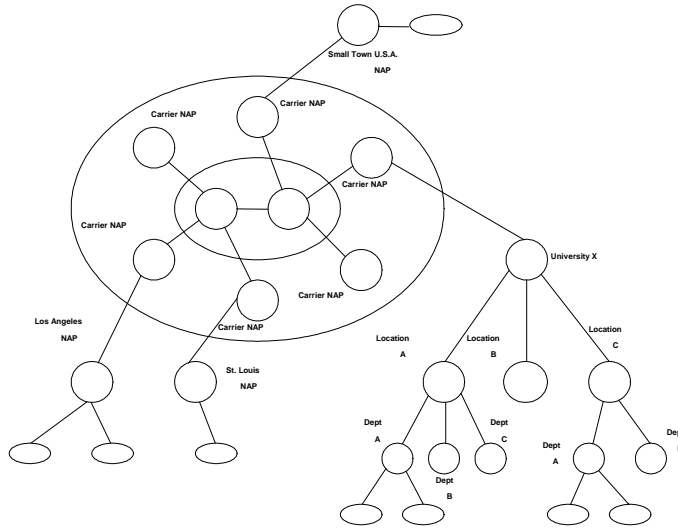 Small Town U.S.A.
NAP
Carrier NAP
Carrier NAP
Carrier NAP
Carrier NAP
University X
Carrier NAP
Carrier NAP
Los Angeles
NAP
Location
A
Location
B
Location
C
St. Louis
NAP
Dept
A
Dept
C
Dept
B
Dept
A